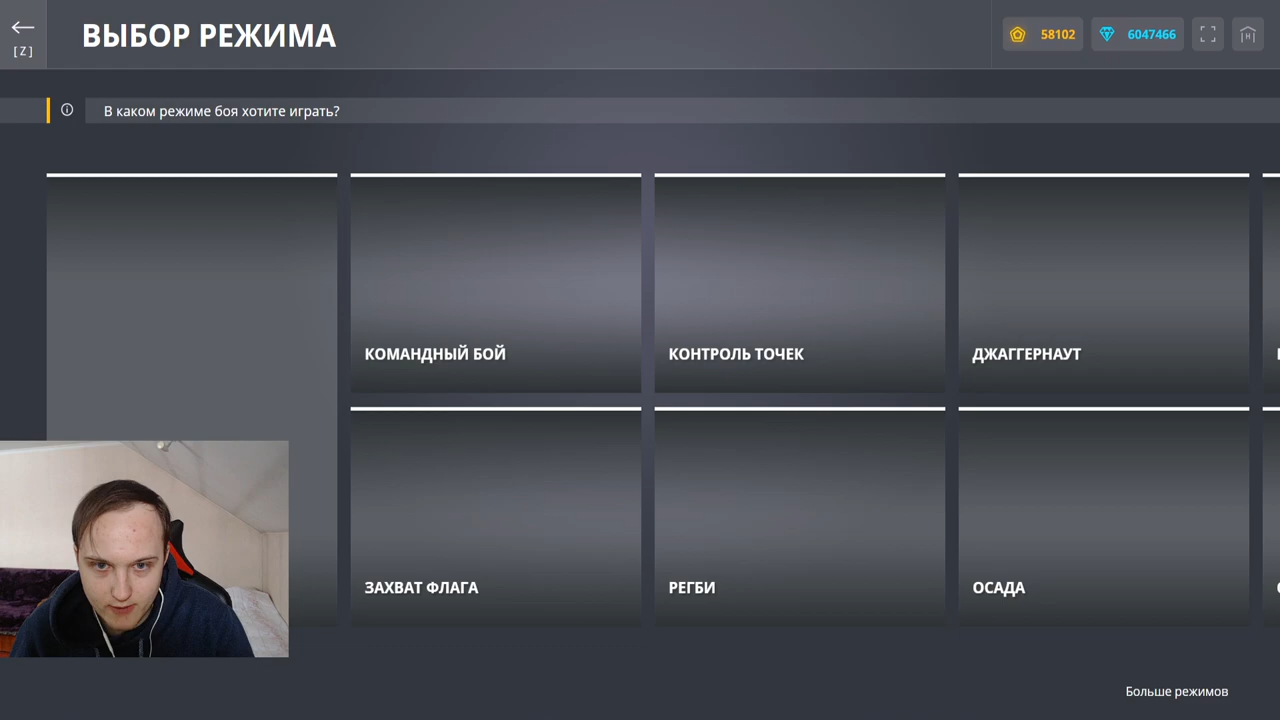 [Z]
ВЫБОР РЕЖИМА
58102
6047466
В каком режиме боя хотите играть?
КОМАНДНЫЙ БОЙ
КОНТРОЛЬ ТОЧЕК
ДЖАГГЕРНАУТ
ЗАХВАТ ФЛАГА
РЕГБИ
ОСАДА
Больше режимов